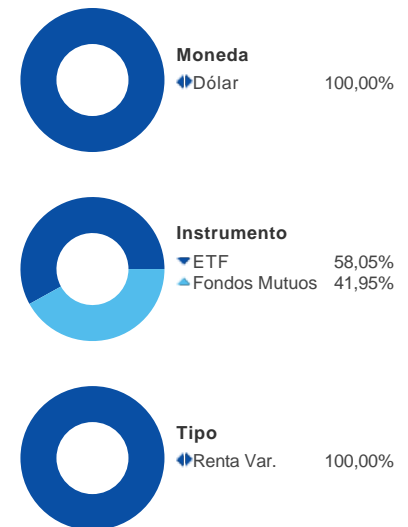 Moneda
Dólar 100,00%
Instrumento
ETF 58,05%
Fondos Mutuos 41,95%
Tipo
Renta Var. 100,00%